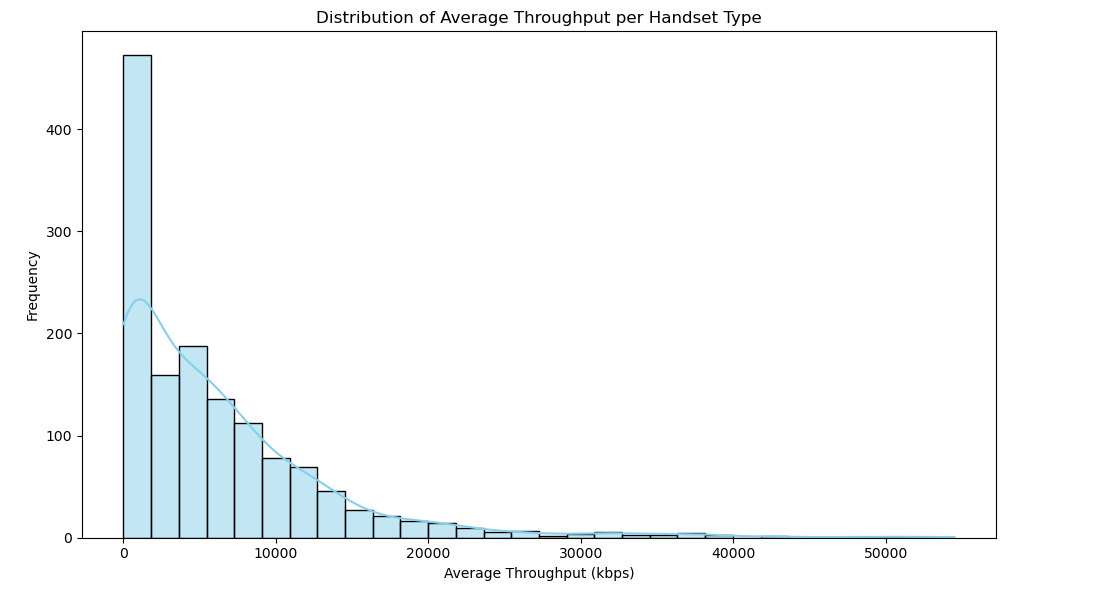 Distribution of Average Throughput per Handset Type
Frequency
400
300
200
100
0
0 10000 20000 30000 40000 50000
Average Throughput (kbps)